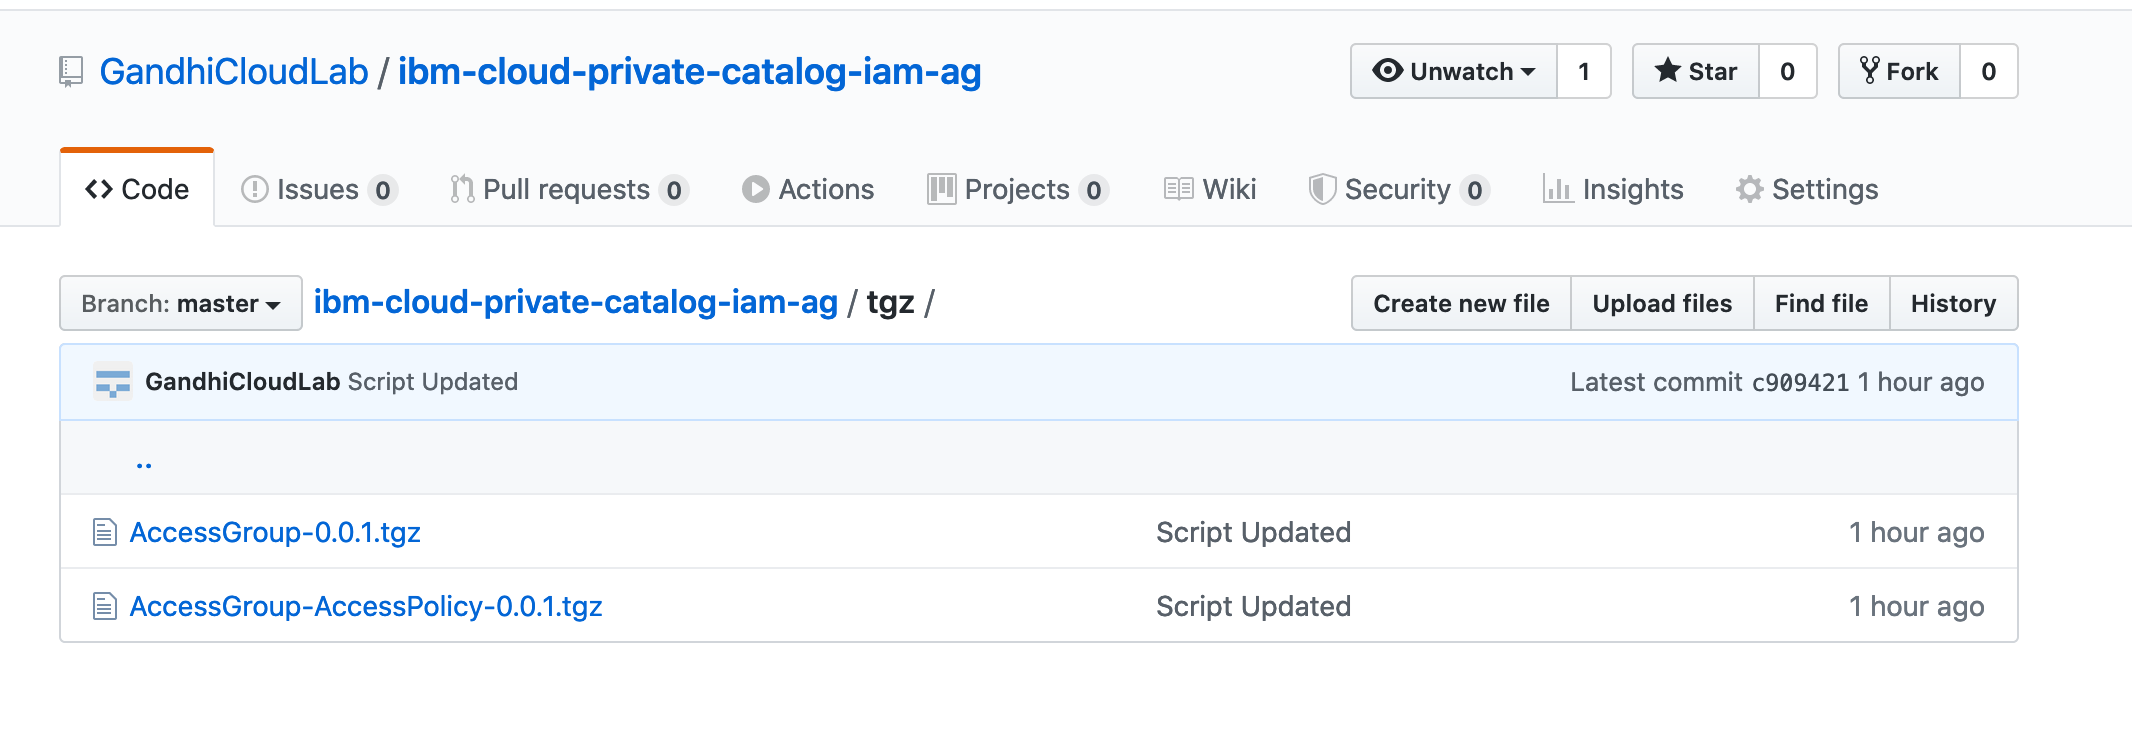 GandhiCloudLab / ibm-cloud-private-catalog-iam-ag Unwatch 1 Star 0 Fork 0
Code Issues 0 Pull requests 0 Actions Projects 0 Wiki Security 0 Insights Settings
Branch: master ibm-cloud-private-catalog-iam-ag / tgz / Create new file Upload files Find file History
GandhiCloudLab Script Updated Latest commit c909421 1 hour ago
..
AccessGroup-0.0.1.tgz Script Updated 1 hour ago
AccessGroup-AccessPolicy-0.0.1.tgz Script Updated 1 hour ago